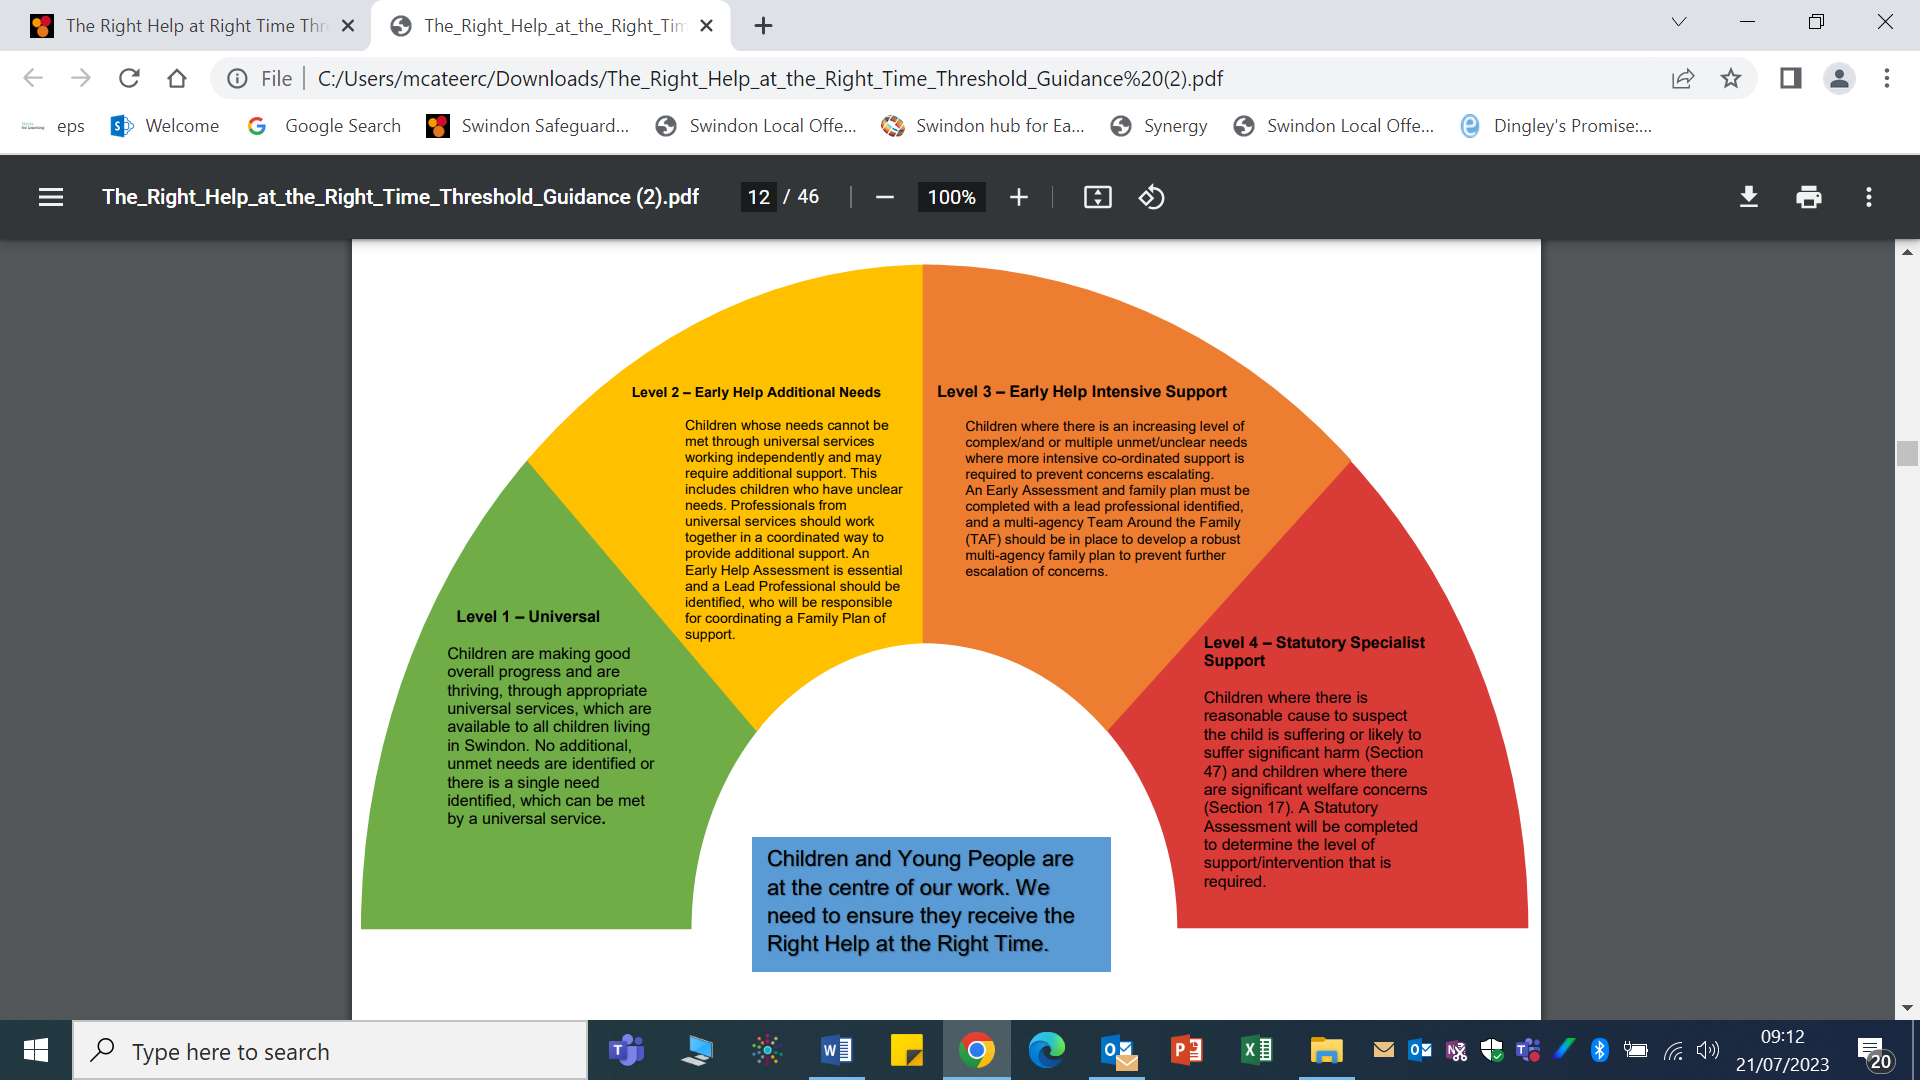 The Right Help at Right Time Thr
The_Right_Help_at_the_Right_Tim
File
C:/Users/mcateerc/Downloads/The_Right_Help_at_the_Right_Time_Threshold_Guidance%20(2).pdf
eps
Welcome
Google Search
Swindon Safeguard...
Swindon Local Offe...
Swindon hub for Ea...
Synergy
Swindon Local Offe...
Dingley's Promise:...
The_Right_Help_at_the_Right_Time_Threshold_Guidance (2).pdf
12 / 46
100%
Level 1 – Universal
Children are making good
overall progress and are
thriving, through appropriate
universal services, which are
available to all children living
in Swindon. No additional,
unmet needs are identified or
there is a single need
identified, which can be met
by a universal service.
Level 2 – Early Help Additional Needs
Children whose needs cannot be
met through universal services
working independently and may
require additional support. This
includes children who have unclear
needs. Professionals from
universal services should work
together in a coordinated way to
provide additional support. An
Early Help Assessment is essential
and a Lead Professional should be
identified, who will be responsible
for coordinating a Family Plan of
support.
Level 3 – Early Help Intensive Support
Children where there is an increasing level of
complex/and or multiple unmet/unclear needs
where more intensive co-ordinated support is
required to prevent concerns escalating.
An Early Assessment and family plan must be
completed with a lead professional identified,
and a multi-agency Team Around the Family
(TAF) should be in place to develop a robust
multi-agency family plan to prevent further
escalation of concerns.
Level 4 – Statutory Specialist
Support
Children where there is
reasonable cause to suspect
the child is suffering or likely to
suffer significant harm (Section
47) and children where there
are significant welfare concerns
(Section 17). A Statutory
Assessment will be completed
to determine the level of
support/intervention that is
required.
Children and Young People are
at the centre of our work. We
need to ensure they receive the
Right Help at the Right Time.
Type here to search
09:12
21/07/2023
20